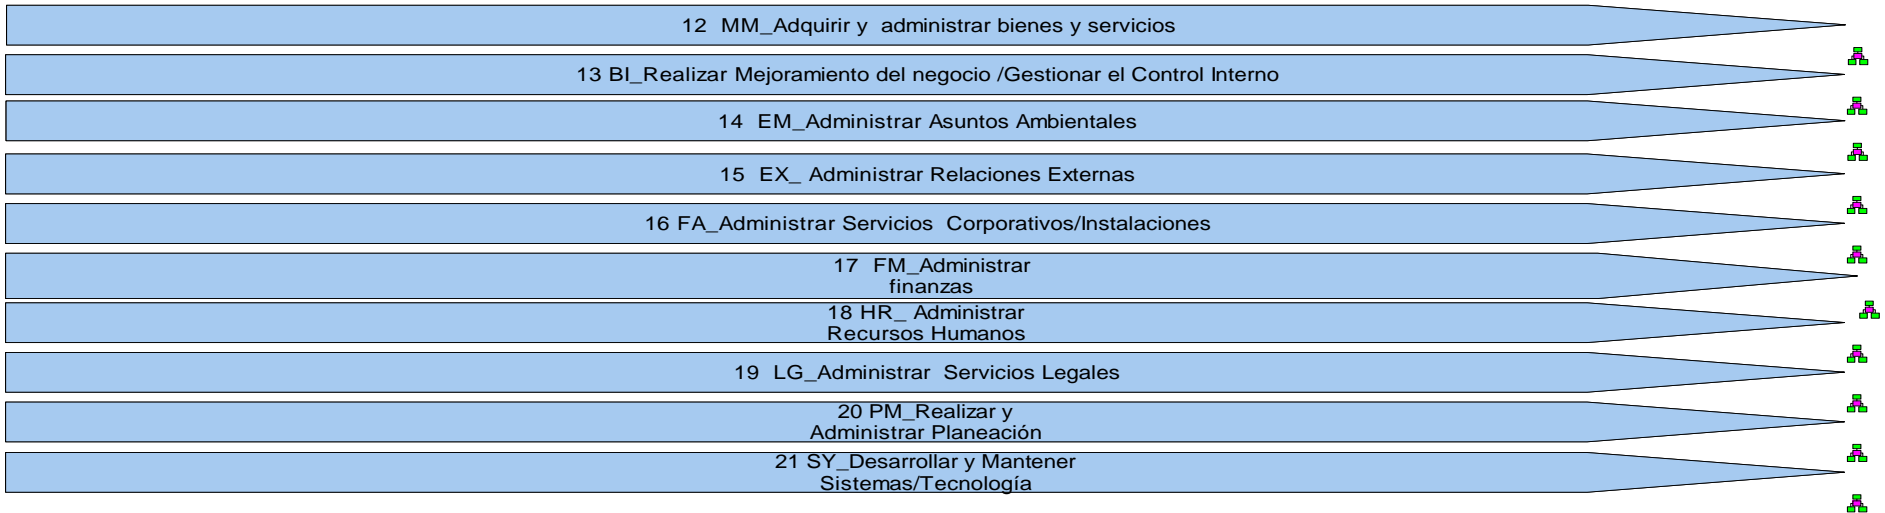 12  MM_Adquirir y  administrar bienes y servicios
13 BI_Realizar Mejoramiento del negocio /Gestionar el Control Interno
14  EM_Administrar Asuntos Ambientales
15  EX_ Administrar Relaciones Externas
16 FA_Administrar Servicios  Corporativos/Instalaciones
17  FM_Administrar
finanzas
18 HR_ Administrar
Recursos Humanos
19  LG_Administrar  Servicios Legales
20 PM_Realizar y
Administrar Planeación
21 SY_Desarrollar y Mantener
Sistemas/Tecnología